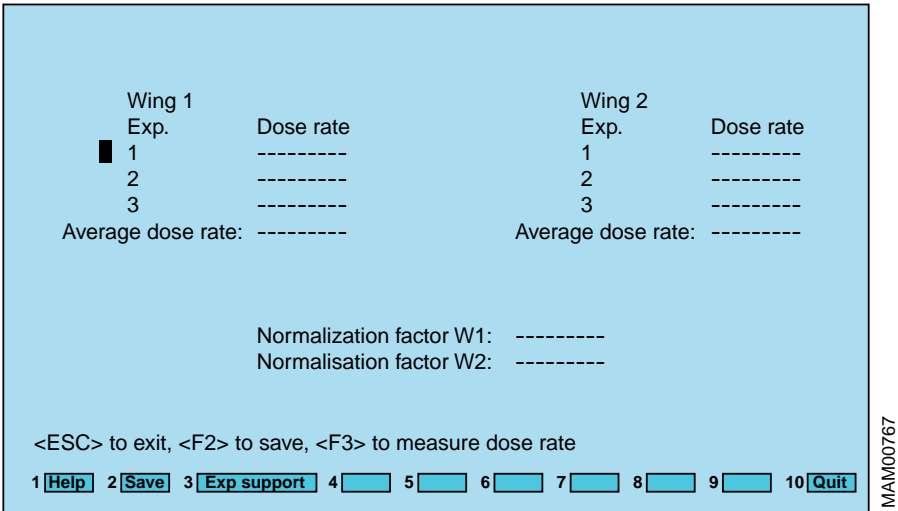 Wing 1 Wing 2
Exp. Dose rate Exp. Dose rate
1 --------- 1 ---------
2 --------- 2 ---------
3 --------- 3 ---------
Average dose rate: --------- Average dose rate: ---------
Normalization factor W1: ---------
Normalisation factor W2: ---------
<ESC> to exit, <F2> to save, <F3> to measure dose rate
1 Help 2 Save 3 Exp support 4 5 6 7 8 9 10 Quit
MAM00767